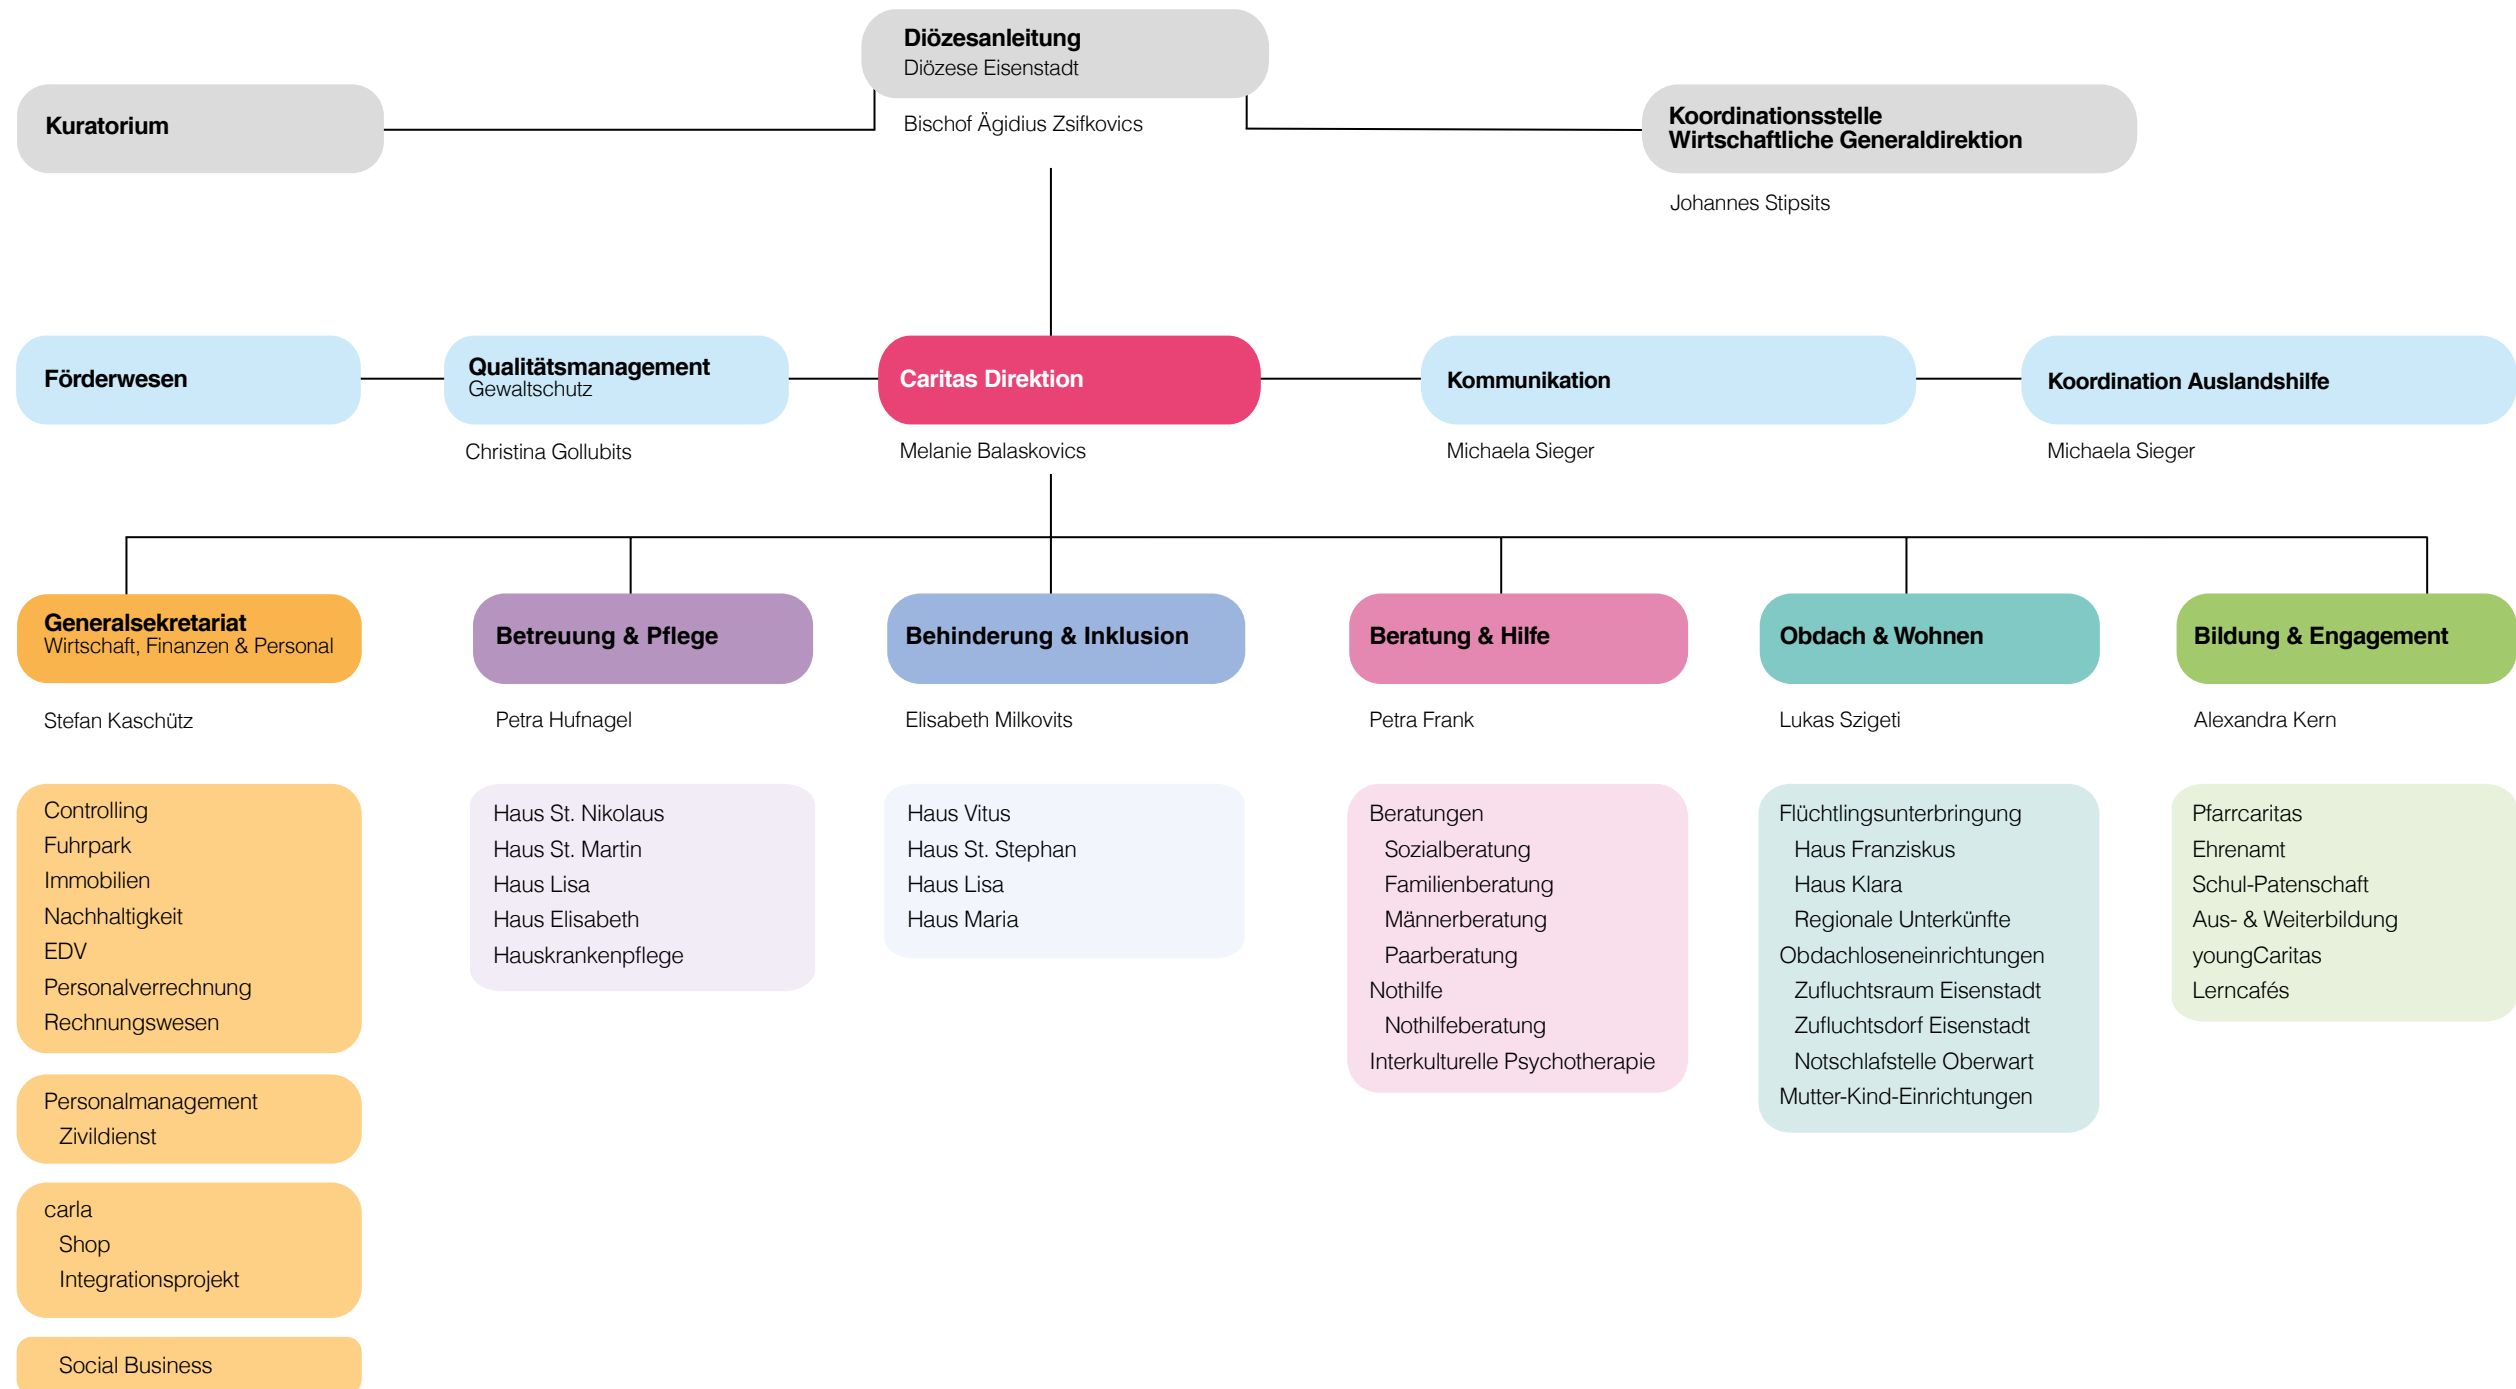 Diözesanleitung
Diözese Eisenstadt
Bischof Ägidius Zsifkovics
Kuratorium
Koordinationsstelle
Wirtschaftliche Generaldirektion
Johannes Stipsits
Förderwesen
Qualitätsmanagement
Gewaltschutz
Christina Gollubits
Caritas Direktion
Melanie Balaskovics
Kommunikation
Michaela Sieger
Koordination Auslandshilfe
Michaela Sieger
Generalsekretariat
Wirtschaft, Finanzen & Personal
Stefan Kaschütz
Controlling
Fuhrpark
Immobilien
Nachhaltigkeit
EDV
Personalverrechnung
Rechnungswesen
Personalmanagement
Zivildienst
carla
Shop
Integrationsprojekt
Social Business
Betreuung & Pflege
Petra Hufnagel
Haus St. Nikolaus
Haus St. Martin
Haus Lisa
Haus Elisabeth
Hauskrankenpflege
Behinderung & Inklusion
Elisabeth Milkovits
Haus Vitus
Haus St. Stephan
Haus Lisa
Haus Maria
Beratung & Hilfe
Petra Frank
Beratungen
Sozialberatung
Familienberatung
Männerberatung
Paarberatung
Nothilfe
Nothilfeberatung
Interkulturelle Psychotherapie
Obdach & Wohnen
Lukas Szigeti
Flüchtlingsunterbringung
Haus Franziskus
Haus Klara
Regionale Unterkünfte
Obdachloseneinrichtungen
Zufluchtsraum Eisenstadt
Zufluchtsdorf Eisenstadt
Notschlafstelle Oberwart
Mutter-Kind-Einrichtungen
Bildung & Engagement
Alexandra Kern
Pfarrcaritas
Ehrenamt
Schul-Patenschaft
Aus- & Weiterbildung
youngCaritas
Lerncafés